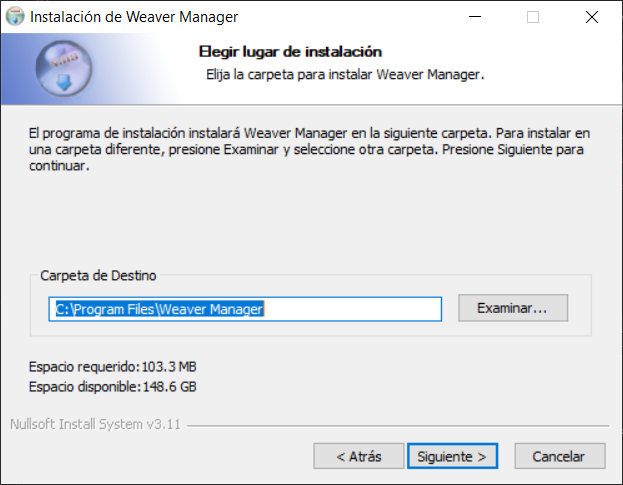 Instalación de Weaver Manager
Elegir lugar de instalación
Elija la carpeta para instalar Weaver Manager.
El programa de instalación instalará Weaver Manager en la siguiente carpeta. Para instalar en
una carpeta diferente, presione Examinar y seleccione otra carpeta. Presione Siguiente para
continuar.
Carpeta de Destino
C:\Program Files\Weaver Manager
Examinar...
Espacio requerido: 103.3 MB
Espacio disponible: 148.6 GB
Nullsoft Install System v3.11
< Atrás
Siguiente >
Cancelar